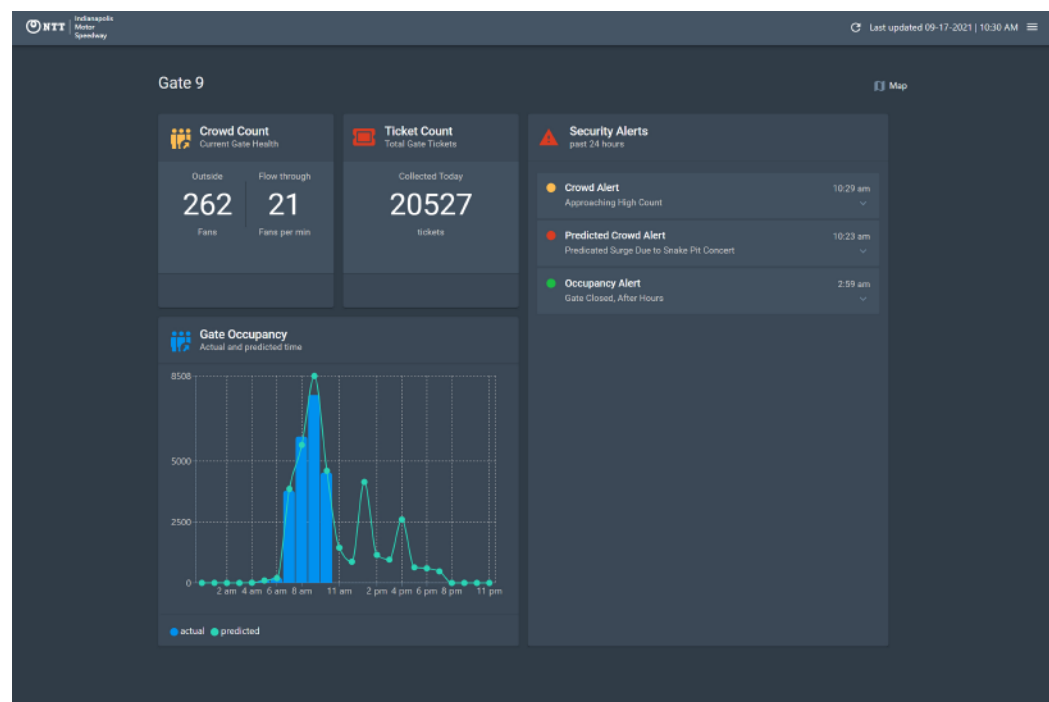 NTT
Indianapolis
Motor
Speedway
Last updated 09-17-2021 | 10:30 AM
Gate 9
Map
Crowd Count
Current Gate Health
Outside
Flow through
262
21
Fans
Fans per min
Ticket Count
Total Gate Tickets
Collected Today
20527
tickets
Security Alerts
past 24 hours
Crowd Alert
10:29 am
Approaching High Count
Predicted Crowd Alert
10:23 am
Predicated Surge Due to Snake Pit Concert
Occupancy Alert
2:59 am
Gate Closed, After Hours
Gate Occupancy
Actual and predicted time
8508
5000
2500
0
2 am 4 am 6 am 8 am 11 am 2 pm 4 pm 6 pm 8 pm 11 pm
actual predicted